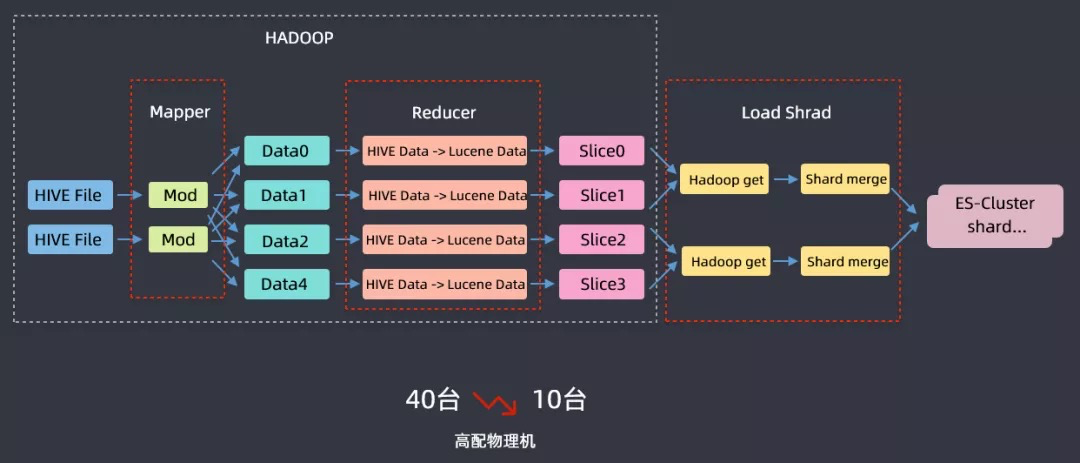 HADOOP
Mapper
Reducer
Load Shrad
Data0
HIVE Data -> Lucene Data
Slice0
Hadoop get
Shard merge
HIVE File
Mod
Data1
HIVE Data -> Lucene Data
Slice1
ES-Cluster
shard...
HIVE File
Mod
Data2
HIVE Data -> Lucene Data
Slice2
Hadoop get
Shard merge
Data4
HIVE Data -> Lucene Data
Slice3
40台
10台
高配物理机